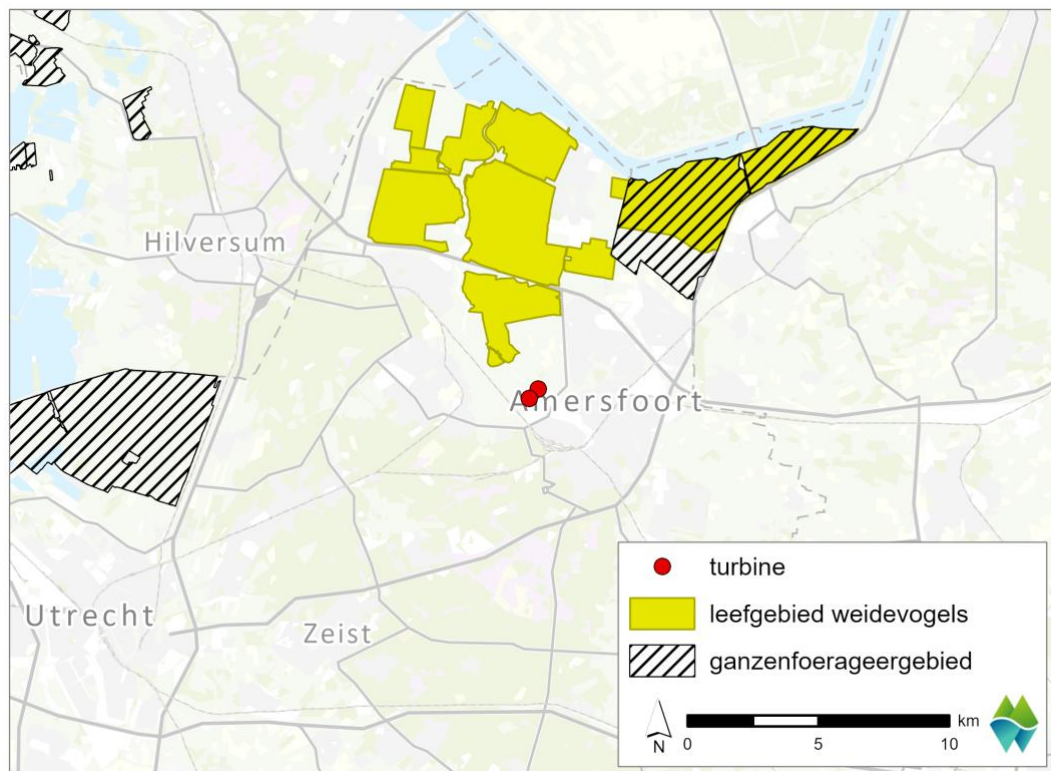 Hilversum
Amersfoort
Utrecht
Zeist
turbine
leefgebied weidevogels
ganzenfoerageergebied
N
km
0 5 10